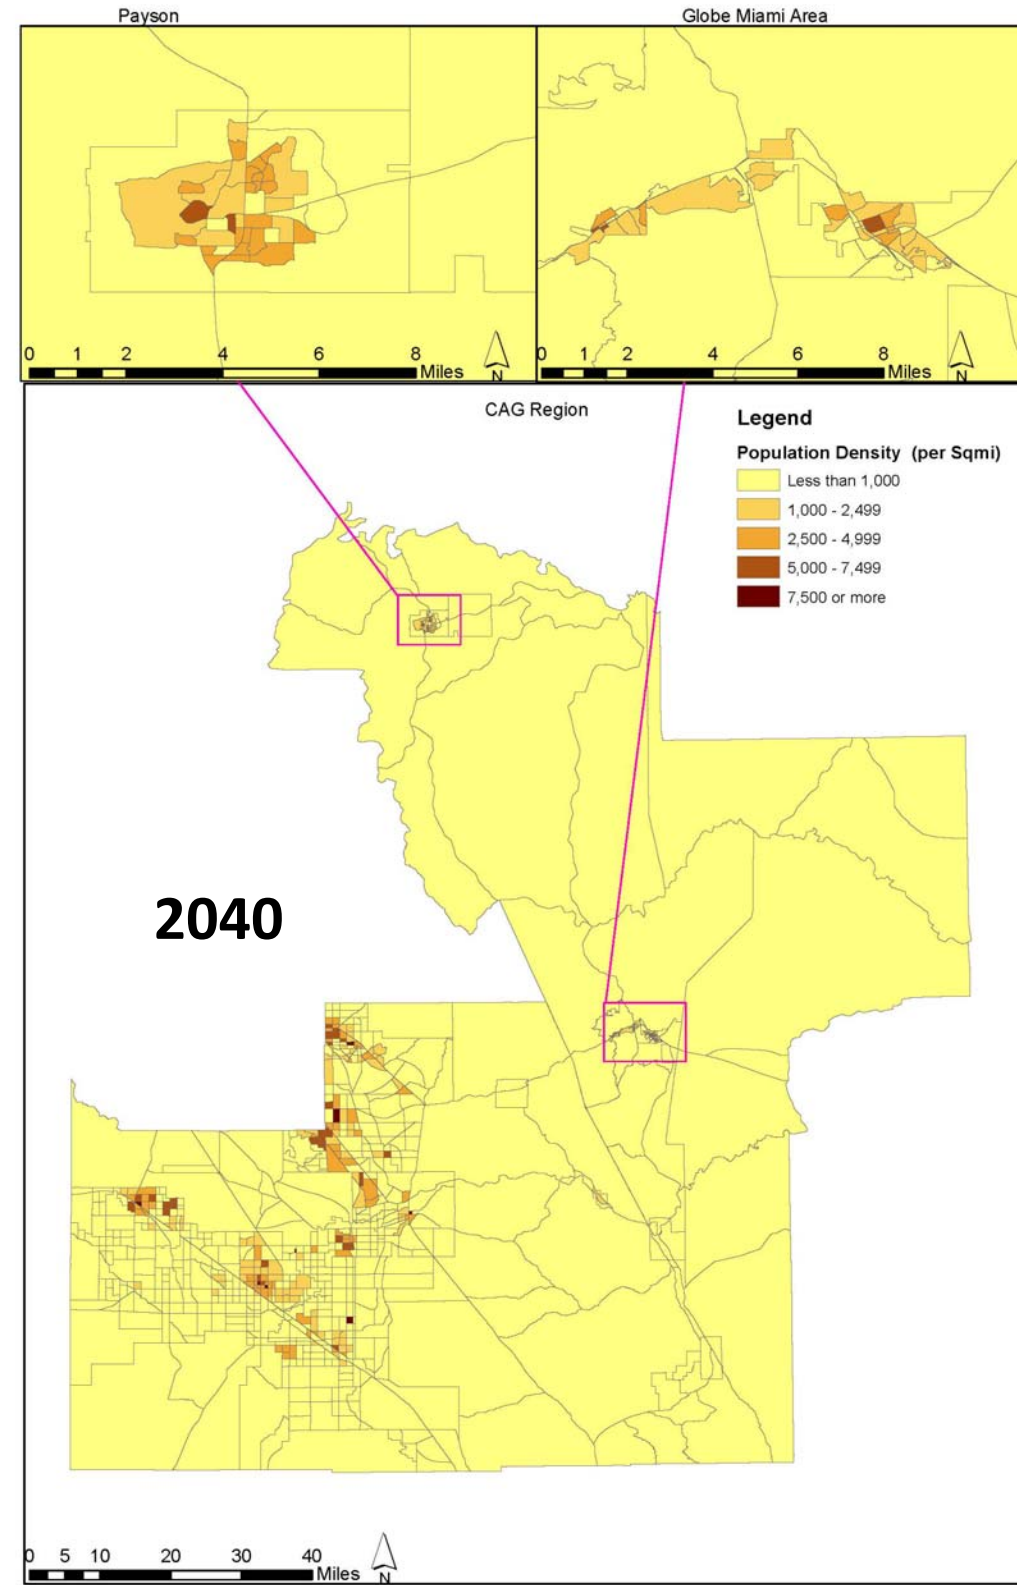 Payson
Globe Miami Area
0 1 2 4 6 8
Miles
N
0 1 2 4 6 8
Miles
N
CAG Region
Legend
Population Density (per Sqmi)
Less than 1,000
1,000 - 2,499
2,500 - 4,999
5,000 - 7,499
7,500 or more
2040
0 5 10 20 30 40
Miles
N